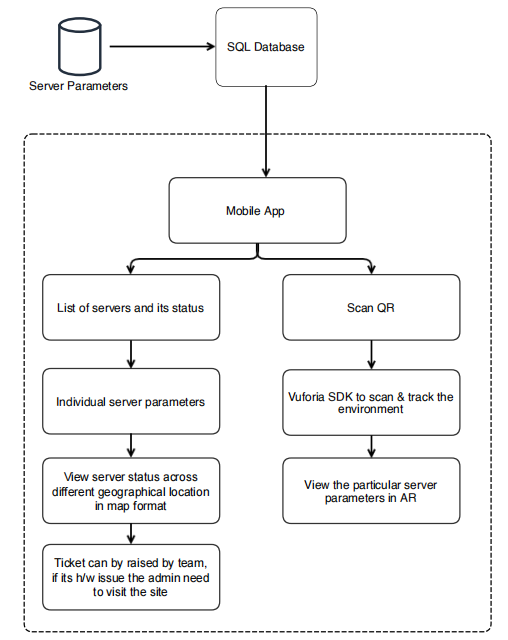 SQL Database
Server Parameters
Mobile App
List of servers and its status
Scan QR
Individual server parameters
Vuforia SDK to scan & track the
environment
View server status across
different geographical location
in map format
View the particular server
parameters in AR
Ticket can by raised by team,
if its h/w issue the admin need
to visit the site